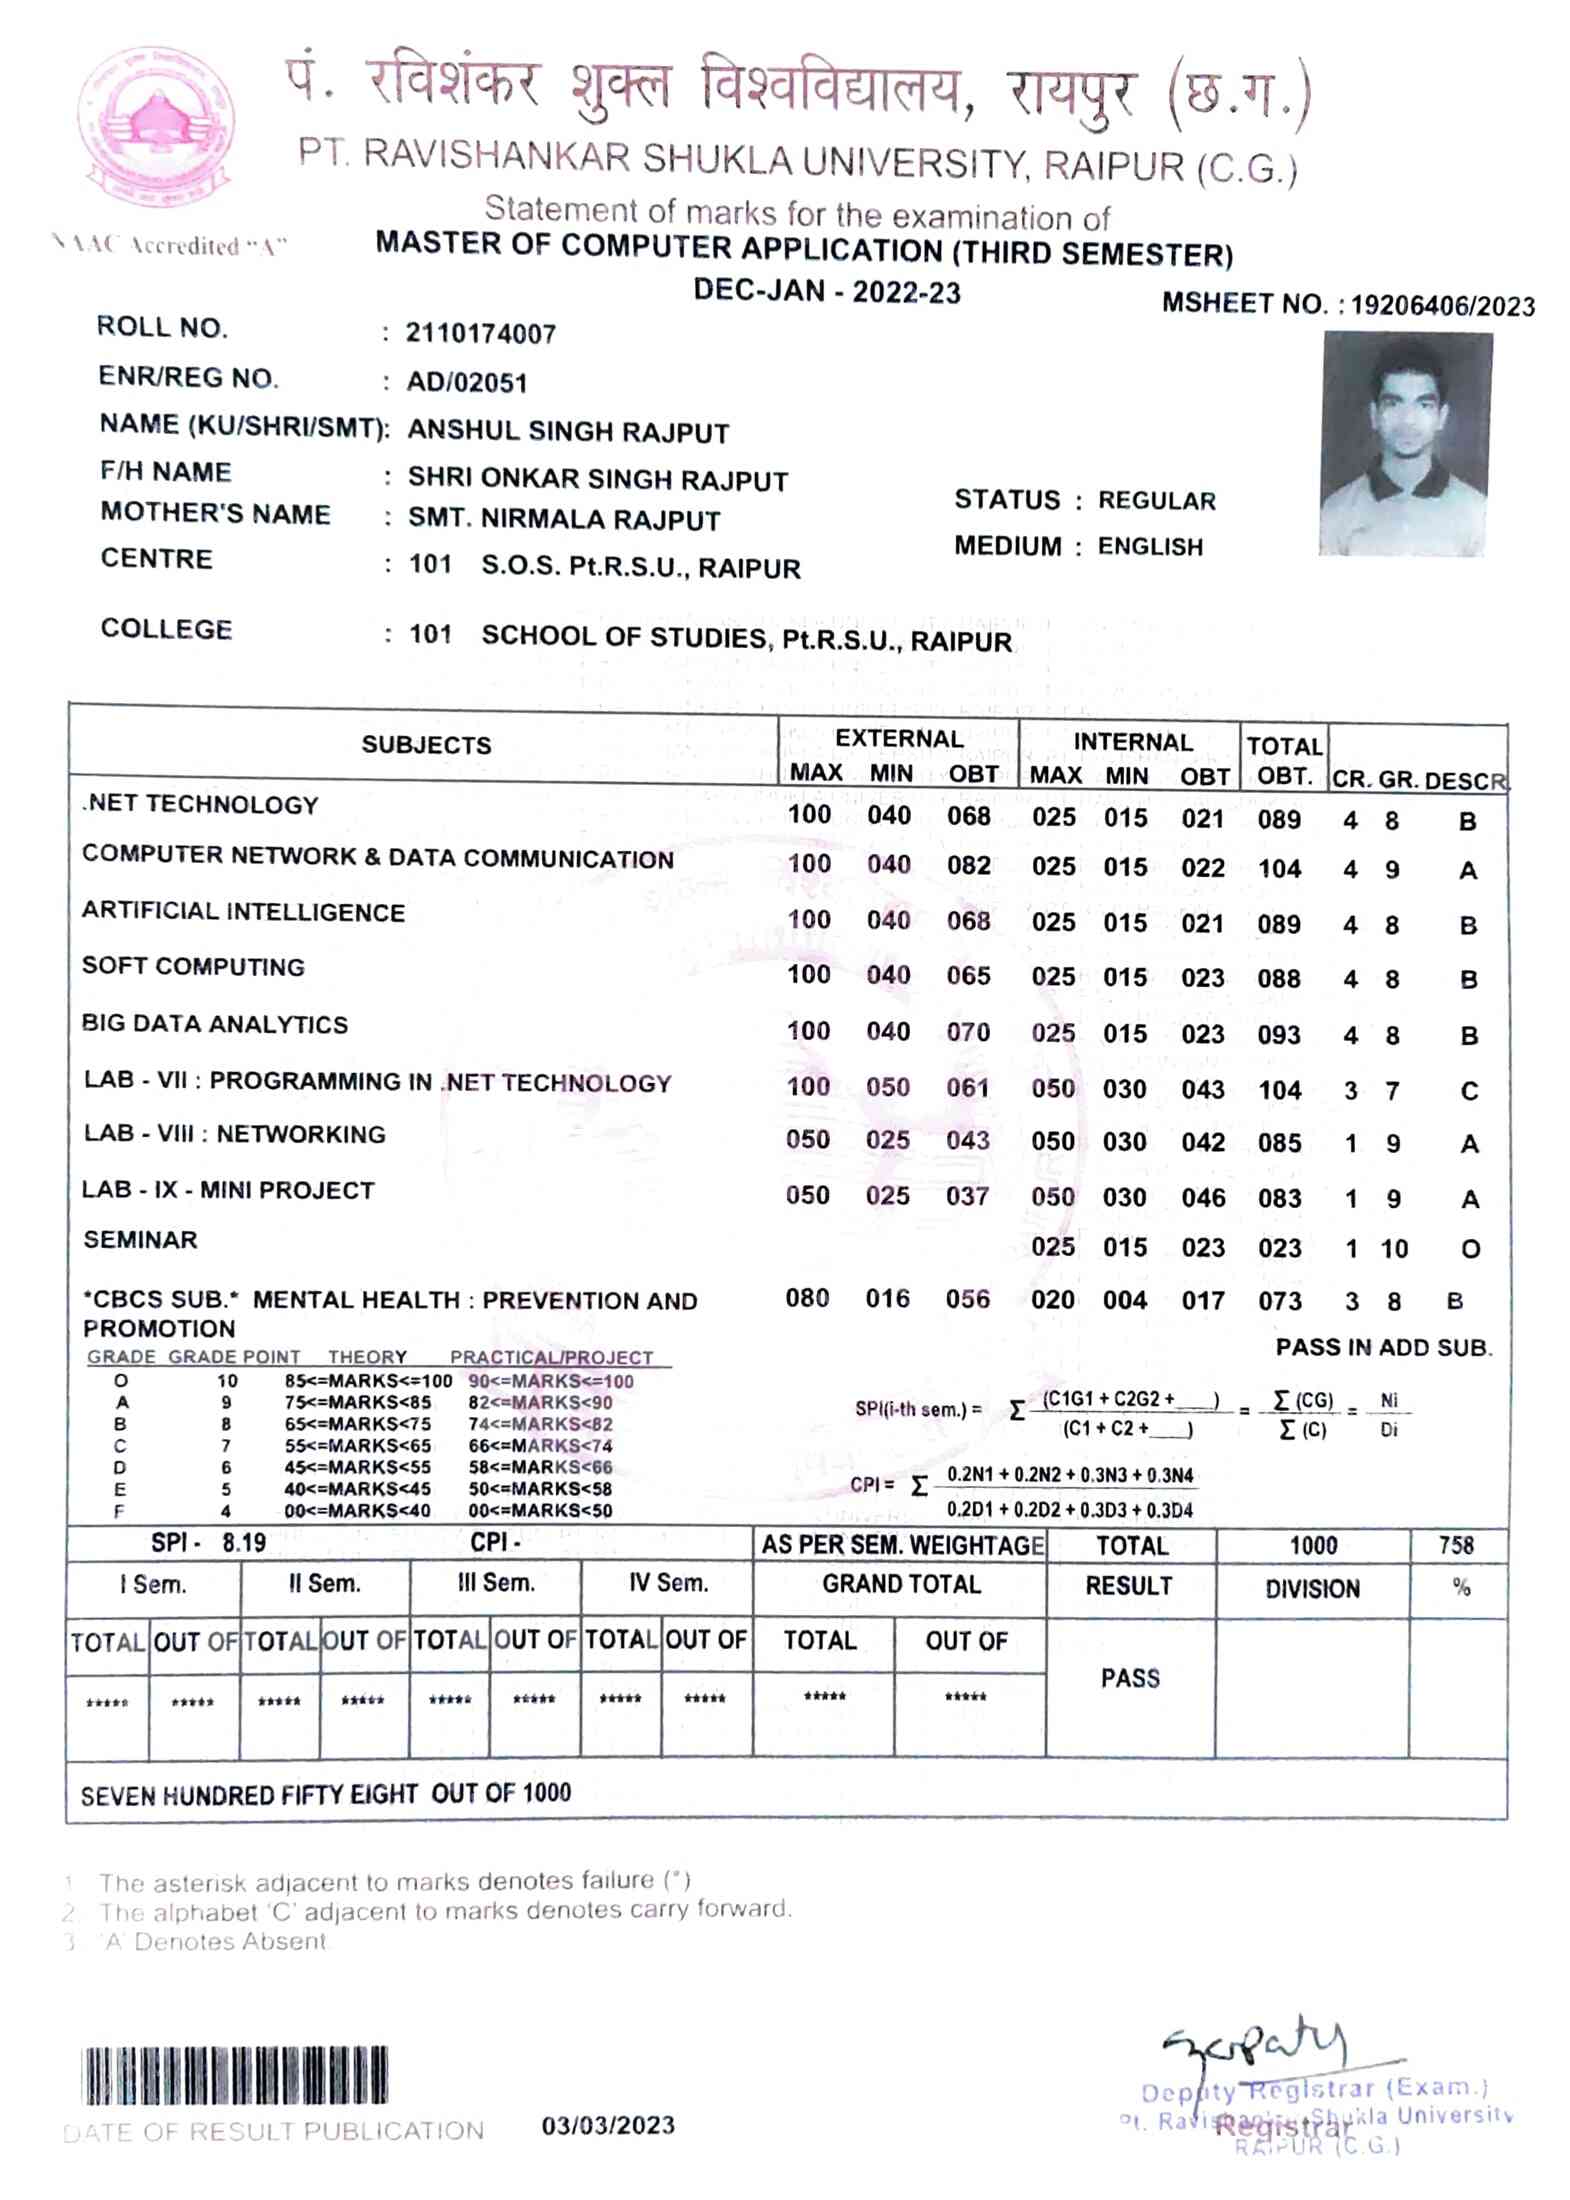 पं. रविशंकर शुक्ल विश्वविद्यालय, रायपुर (छ.ग.)
PT. RAVISHANKAR SHUKLA UNIVERSITY, RAIPUR (C.G.)
Statement of marks for the examination of
NAAC Accredited "A"
MASTER OF COMPUTER APPLICATION (THIRD SEMESTER)
DEC-JAN - 2022-23
MSHEET NO. : 19206406/2023
ROLL NO. : 2110174007
ENR/REG NO. : AD/02051
NAME (KU/SHRI/SMT): ANSHUL SINGH RAJPUT
F/H NAME : SHRI ONKAR SINGH RAJPUT
MOTHER'S NAME : SMT. NIRMALA RAJPUT
STATUS : REGULAR
CENTRE : 101 S.O.S. Pt.R.S.U., RAIPUR
MEDIUM : ENGLISH
COLLEGE : 101 SCHOOL OF STUDIES, Pt.R.S.U., RAIPUR
SUBJECTS EXTERNAL INTERNAL TOTAL
MAX MIN OBT MAX MIN OBT OBT. CR. GR. DESCR
.NET TECHNOLOGY 100 040 068 025 015 021 089 4 8 B
COMPUTER NETWORK & DATA COMMUNICATION 100 040 082 025 015 022 104 4 9 A
ARTIFICIAL INTELLIGENCE 100 040 068 025 015 021 089 4 8 B
SOFT COMPUTING 100 040 065 025 015 023 088 4 8 B
BIG DATA ANALYTICS 100 040 070 025 015 023 093 4 8 B
LAB - VII : PROGRAMMING IN .NET TECHNOLOGY 100 050 061 050 030 043 104 3 7 C
LAB - VIII : NETWORKING 050 025 043 050 030 042 085 1 9 A
LAB - IX - MINI PROJECT 050 025 037 050 030 046 083 1 9 A
SEMINAR 025 015 023 023 1 10 O
*CBCS SUB.* MENTAL HEALTH : PREVENTION AND 080 016 056 020 004 017 073 3 8 B
PROMOTION
PASS IN ADD SUB.
GRADE GRADE POINT THEORY PRACTICAL/PROJECT
O 10 85<=MARKS<=100 90<=MARKS<=100
A 9 75<=MARKS<85 82<=MARKS<90
B 8 65<=MARKS<75 74<=MARKS<82
C 7 55<=MARKS<65 66<=MARKS<74
D 6 45<=MARKS<55 58<=MARKS<66
E 5 40<=MARKS<45 50<=MARKS<58
F 4 00<=MARKS<40 00<=MARKS<50
SPI(i-th sem.) = Σ (C1G1 + C2G2 + ___) / (C1 + C2 + ___) = Σ (CG) / Σ (C) = Ni / Di
CPI = Σ 0.2N1 + 0.2N2 + 0.3N3 + 0.3N4 / 0.2D1 + 0.2D2 + 0.3D3 + 0.3D4
SPI - 8.19 CPI - AS PER SEM. WEIGHTAGE TOTAL 1000 758
I Sem. II Sem. III Sem. IV Sem. GRAND TOTAL RESULT DIVISION %
TOTAL OUT OF TOTAL OUT OF TOTAL OUT OF TOTAL OUT OF TOTAL OUT OF
PASS
***** ***** ***** ***** ***** ***** ***** ***** ***** *****
SEVEN HUNDRED FIFTY EIGHT OUT OF 1000
1. The asterisk adjacent to marks denotes failure (*)
2. The alphabet 'C' adjacent to marks denotes carry forward.
3. 'A' Denotes Absent
DATE OF RESULT PUBLICATION 03/03/2023
Deputy Registrar (Exam.)
Pt. Ravishankar Shukla University
Registrar
RAIPUR (C.G.)